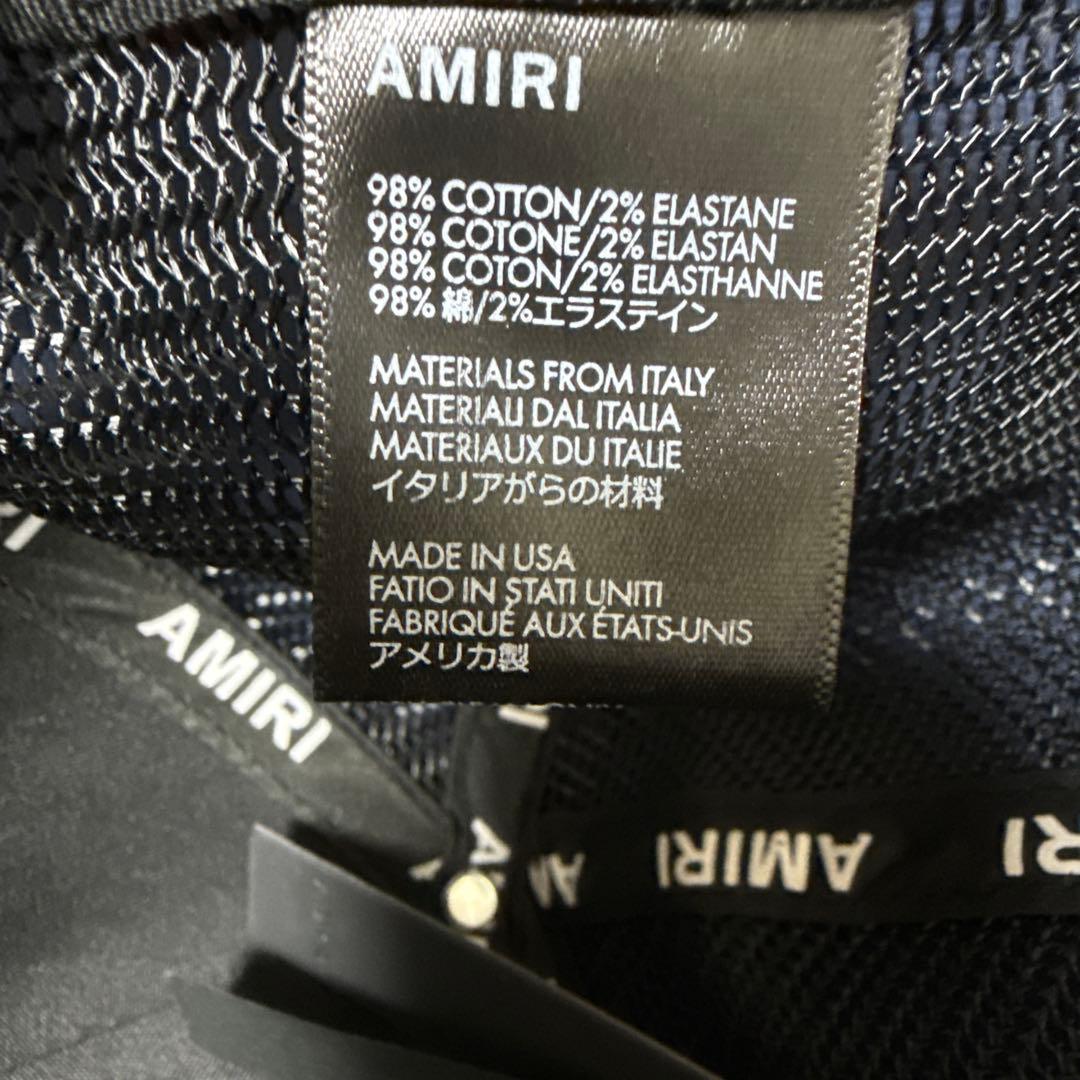 AMIRI
98% COTTON/2% ELASTANE
98% COTONE/2% ELASTAN
98% COTON/2% ELASTHANNE
98% 綿/2%エラステイン
MATERIALS FROM ITALY
MATERIALI DAL ITALIA
MATERIAUX DU ITALIE
イタリアがらの材料
MADE IN USA
FATIO IN STATI UNITI
FABRIQUÉ AUX ÉTATS-UNIS
アメリカ製
AMIRI
AMIRI
RI